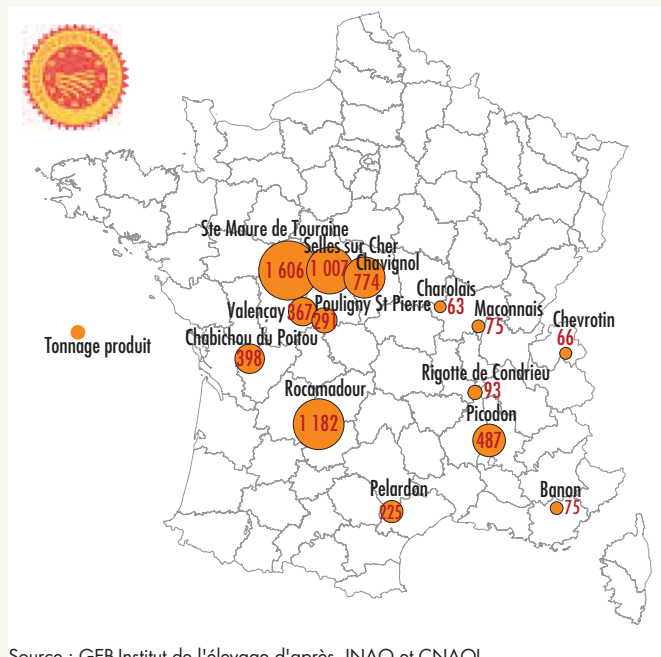 Ste Maure de Touraine
1 606
Selles sur Cher
1 007
Chavignol
774
Valençay
367
Pouligny St Pierre
291
Charolais
63
Maconnais
75
Chevrotin
66
Tonnage produit
Chabichou du Poitou
398
Rigotte de Condrieu
93
Rocamadour
1 182
Picodon
487
Pelardon
225
Banon
75
Source : GEB Institut de l'élevage d'après INAO et CNAOL